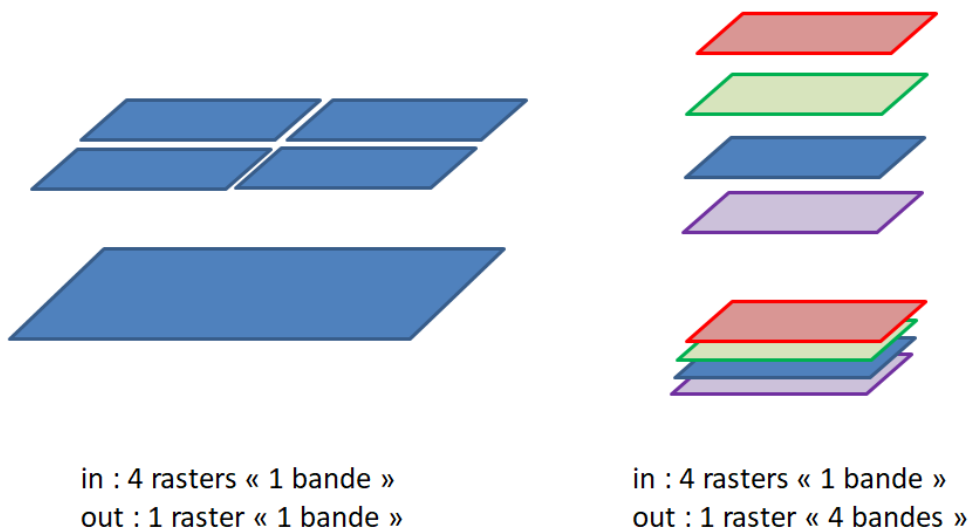 in : 4 rasters « 1 bande »
out : 1 raster « 1 bande »
in : 4 rasters « 1 bande »
out : 1 raster « 4 bandes »